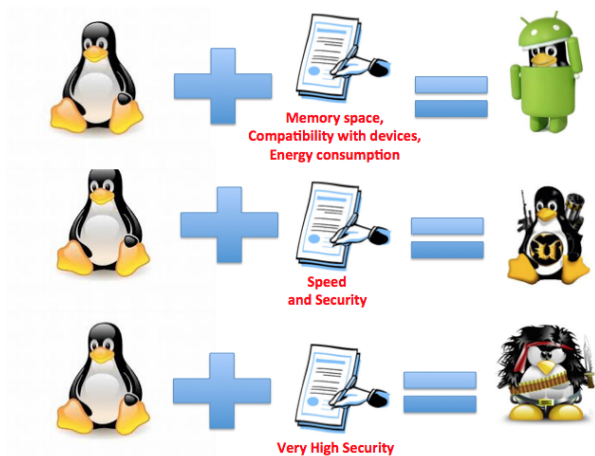 Memory space,
Compatibility with devices,
Energy consumption
Speed
and Security
Very High Security